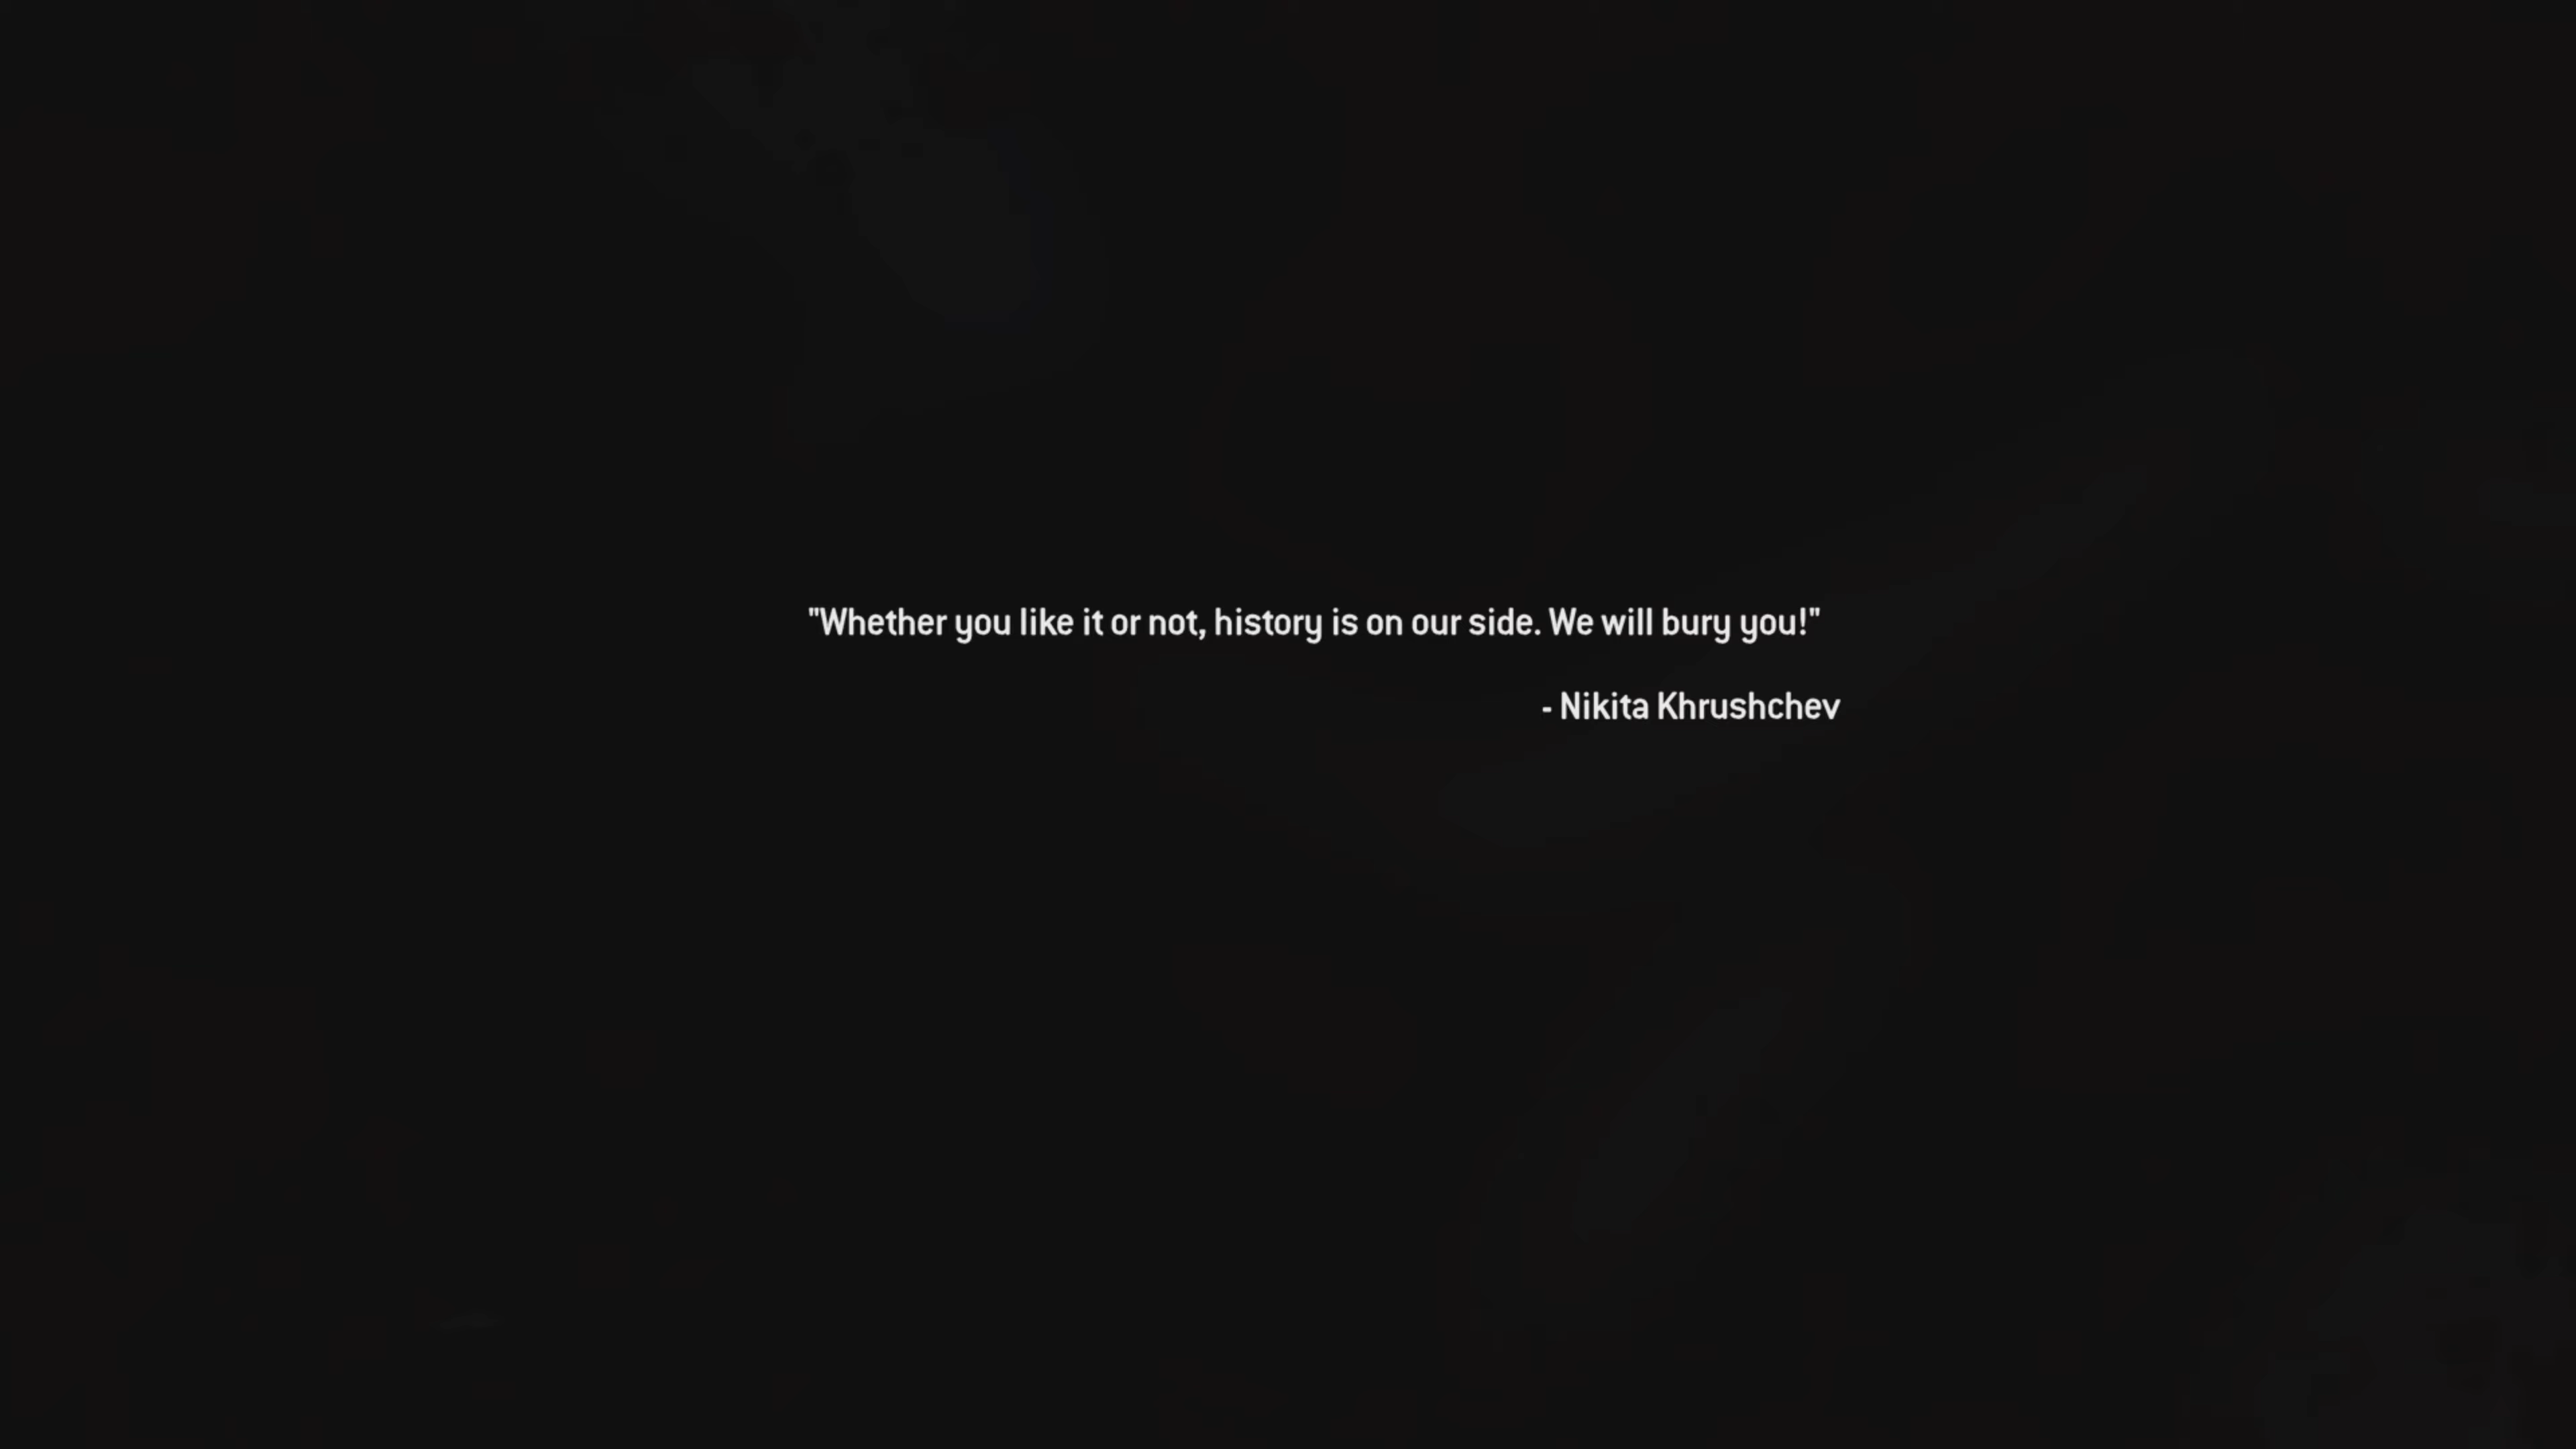 "Whether you like it or not, history is on our side. We will bury you!"
- Nikita Khrushchev